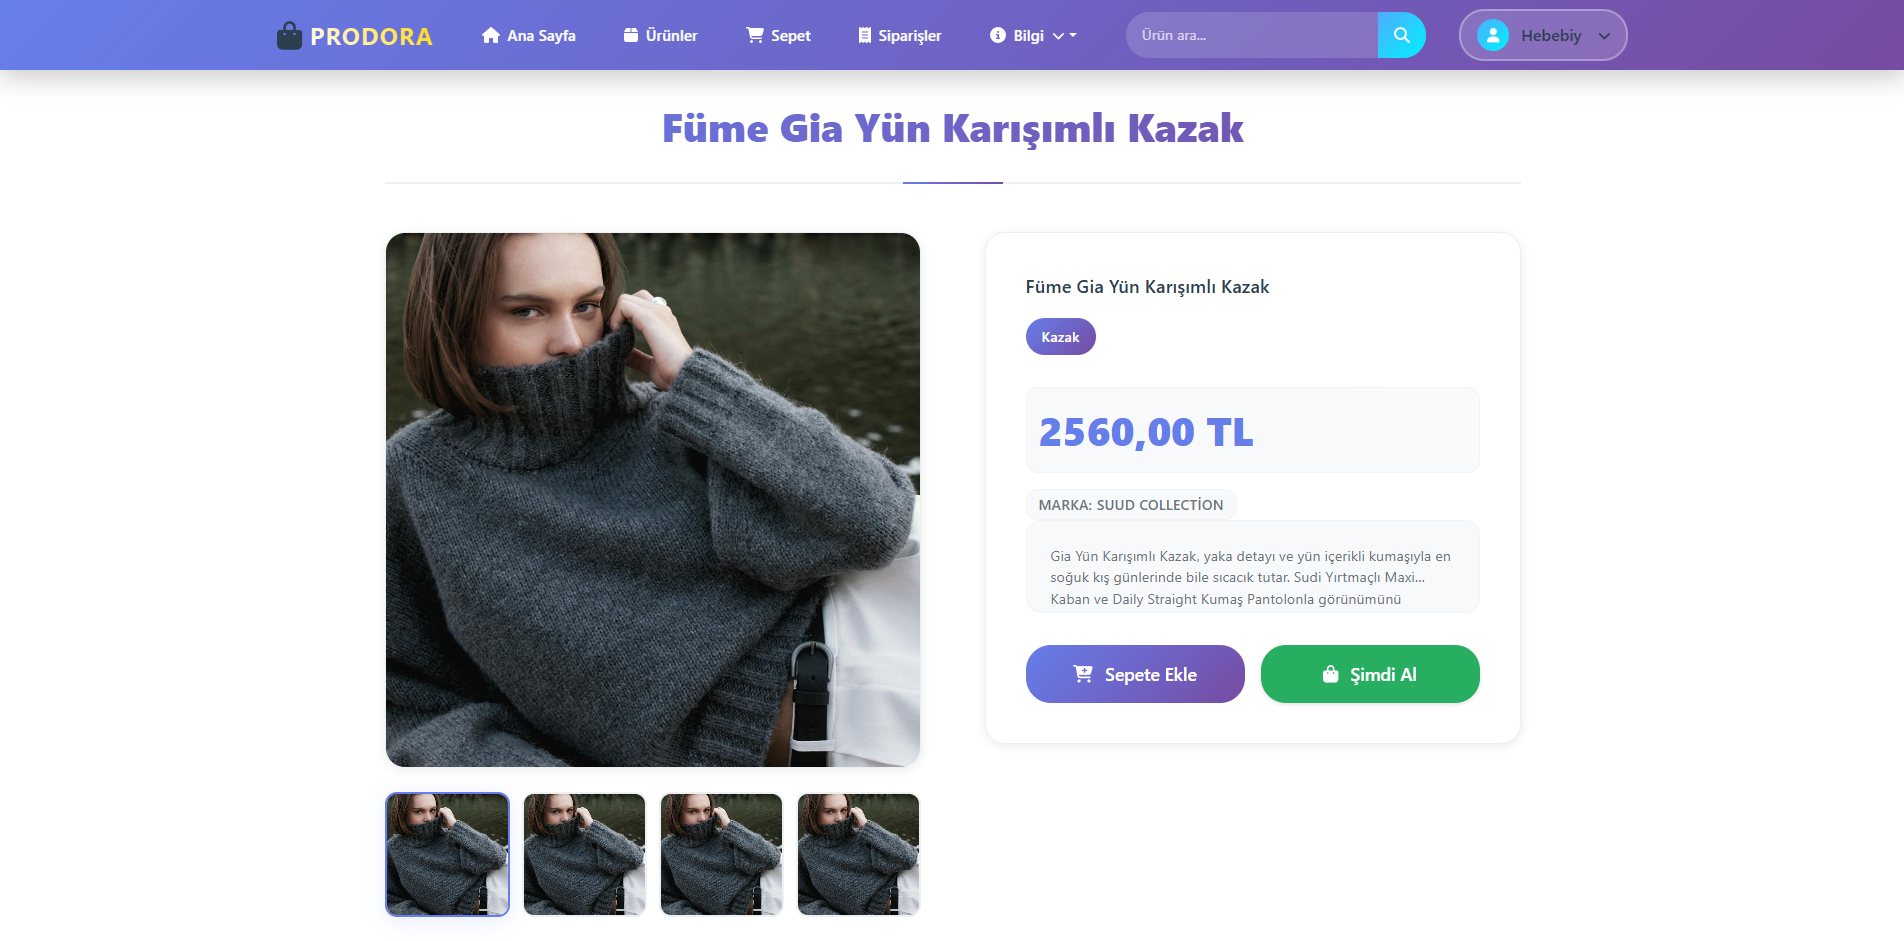 PRODORA
Ana Sayfa
Ürünler
Sepet
Siparişler
Bilgi
Ürün ara...
Hebebiy
Füme Gia Yün Karışımlı Kazak
Füme Gia Yün Karışımlı Kazak
Kazak
2560,00 TL
MARKA: SUUD COLLECTİON
Gia Yün Karışımlı Kazak, yaka detayı ve yün içerikli kumaşıyla en
soğuk kış günlerinde bile sıcacık tutar. Sudi Yırtmaçlı Maxi...
Kaban ve Daily Straight Kumaş Pantolonla görünümünü
Sepete Ekle
Şimdi Al